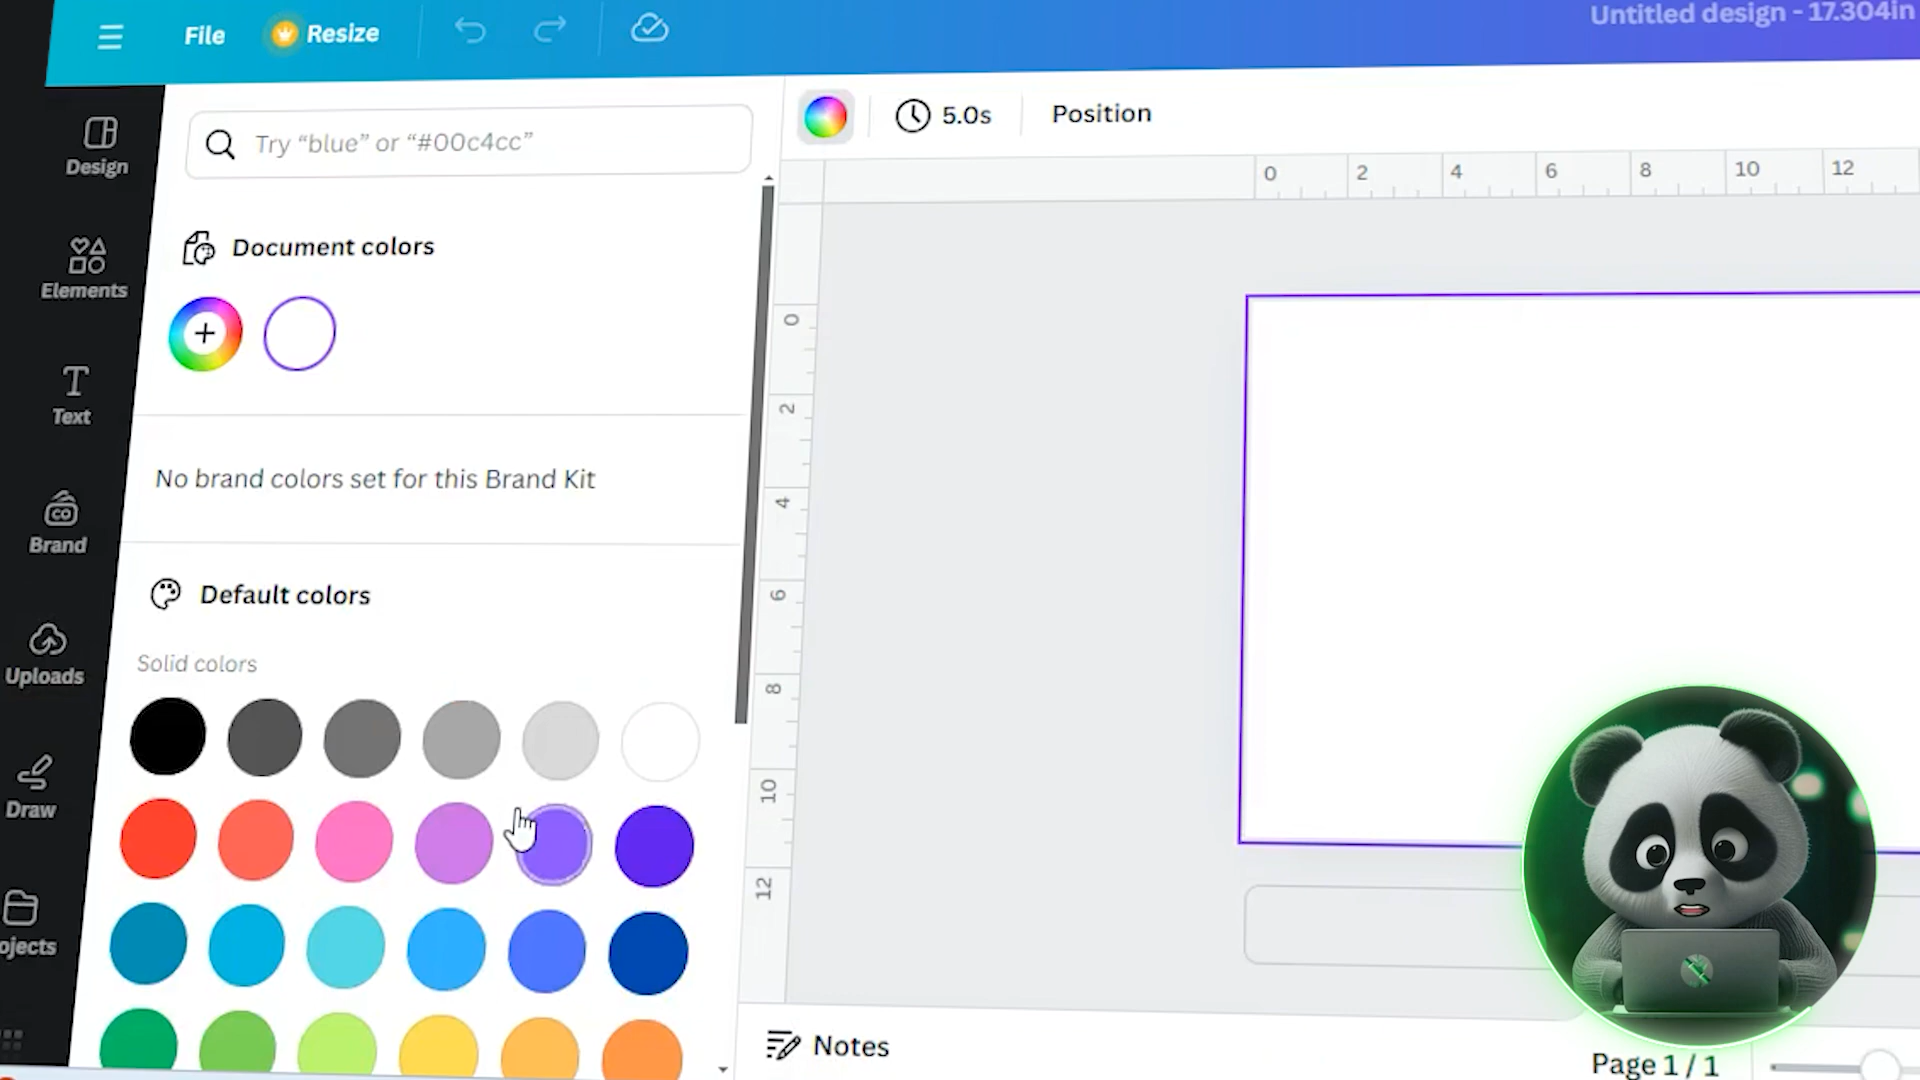 File
Resize
Untitled design - 17.304in
Design
Elements
Text
Brand
Uploads
Draw
ojects
CO
Try “blue” or “#00c4cc”
Document colors
No brand colors set for this Brand Kit
Default colors
Solid colors
5.0s
Position
0 2 4 6 8 10 12
0
2
4
6
8
10
12
Notes
Page 1 / 1